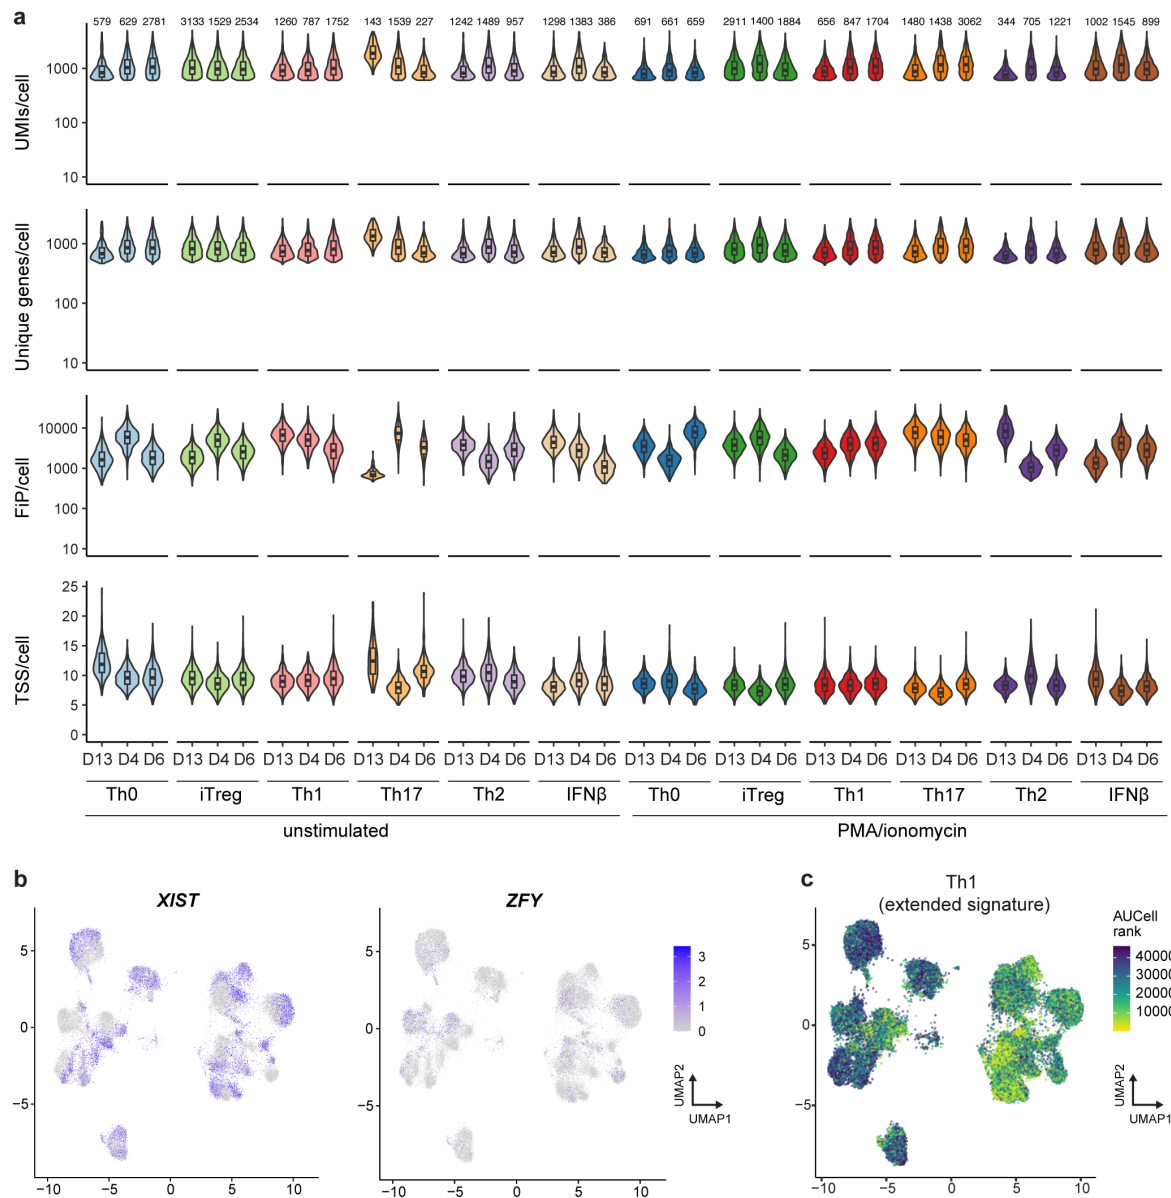 a
579 629 2781 3133 1529 2534 1260 787 1752 143 1539 227 1242 1489 957 1298 1383 386 691 661 659 2911 1400 1884 656 847 1704 1480 1438 3062 344 705 1221 1002 1545 899
UMIs/cell
1000
100
10
Unique genes/cell
1000
100
10
FiP/cell
10000
1000
100
10
TSS/cell
25
20
15
10
5
0
D13 D4 D6 D13 D4 D6 D13 D4 D6 D13 D4 D6 D13 D4 D6 D13 D4 D6 D13 D4 D6 D13 D4 D6 D13 D4 D6 D13 D4 D6 D13 D4 D6 D13 D4 D6
Th0 iTreg Th1 Th17 Th2 IFNβ Th0 iTreg Th1 Th17 Th2 IFNβ
unstimulated PMA/ionomycin
b
XIST
5
0
−5
−10 −5 0 5 10
ZFY
5
0
−5
−10 −5 0 5 10
3
2
1
0
UMAP2
UMAP1
c
Th1
(extended signature)
5
0
−5
−10 −5 0 5 10
AUCell
rank
40000
30000
20000
10000
0
UMAP2
UMAP1